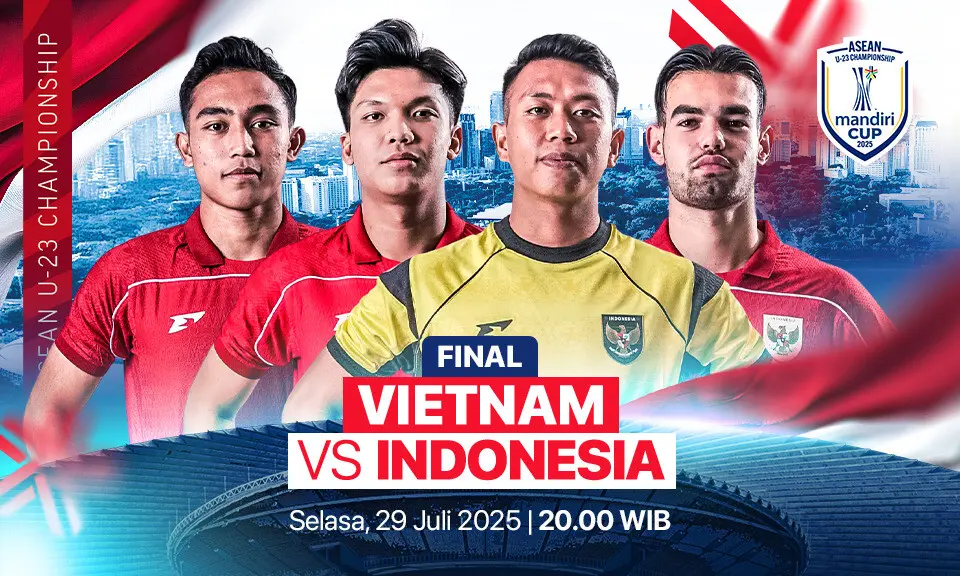 ASEAN U-23 CHAMPIONSHIP
ASEAN
U-23 CHAMPIONSHIP
mandiri
CUP
2025
INDONESIA
FINAL
VIETNAM
VS INDONESIA
Selasa, 29 Juli 2025 | 20.00 WIB